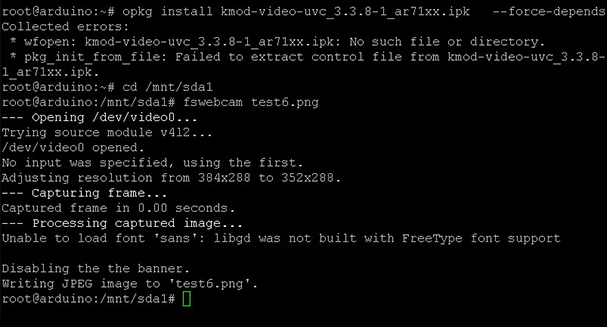 root@arduino:~# opkg install kmod-video-uvc_3.3.8-1_ar71xx.ipk   --force-depends
Collected errors:
 * wfopen: kmod-video-uvc_3.3.8-1_ar71xx.ipk: No such file or directory.
 * pkg_init_from_file: Failed to extract control file from kmod-video-uvc_3.3.8-
1_ar71xx.ipk.
root@arduino:~# cd /mnt/sda1
root@arduino:/mnt/sda1# fswebcam test6.png
--- Opening /dev/video0...
Trying source module v4l2...
/dev/video0 opened.
No input was specified, using the first.
Adjusting resolution from 384x288 to 352x288.
--- Capturing frame...
Captured frame in 0.00 seconds.
--- Processing captured image...
Unable to load font 'sans': libgd was not built with FreeType font support

Disabling the the banner.
Writing JPEG image to 'test6.png'.
root@arduino:/mnt/sda1#